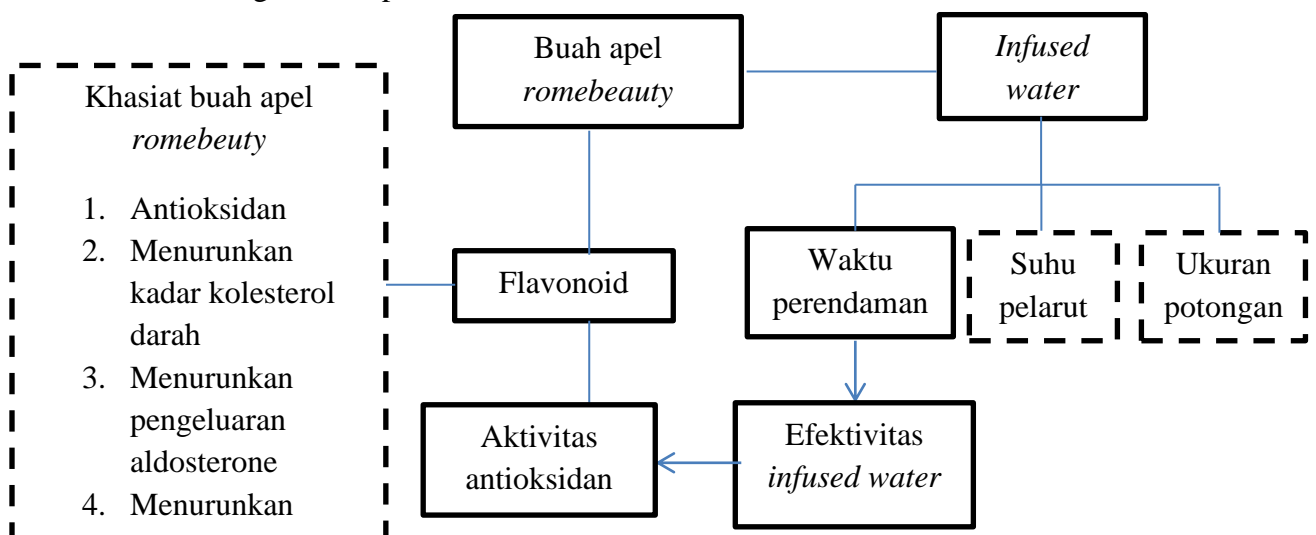 Buah apel
romebeauty
Infused
water
Khasiat buah apel
romebeuty
1. Antioksidan
2. Menurunkan
kadar kolesterol
darah
3. Menurunkan
pengeluaran
aldosterone
4. Menurunkan
Flavonoid
Waktu
perendaman
Suhu
pelarut
Ukuran
potongan
Aktivitas
antioksidan
Efektivitas
infused water